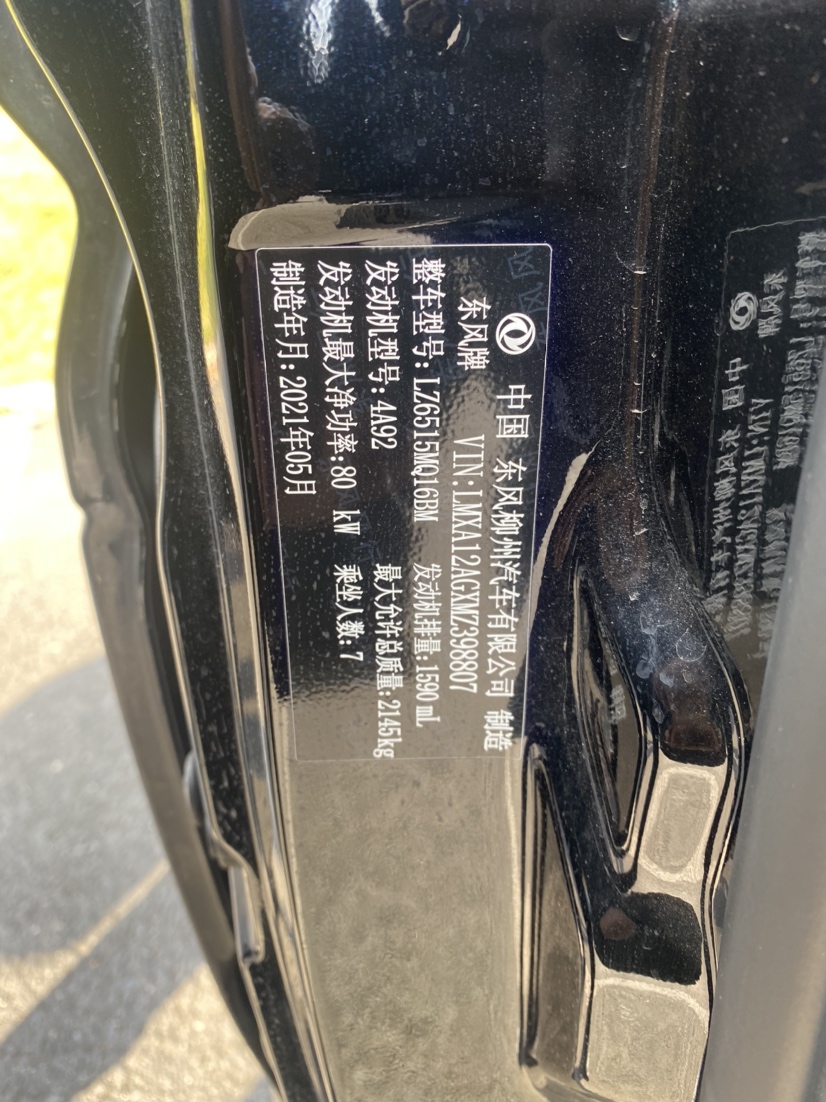 中国 东风柳州汽车有限公司 制造
东风牌 VIN:LMXA12AGXMZ398807
整车型号:LZ6515MQ16BM 发动机排量:1590mL
发动机型号:4A92 最大允许总质量:2145kg
发动机最大净功率:80 kW 乘坐人数:7
制造年月:2021年05月